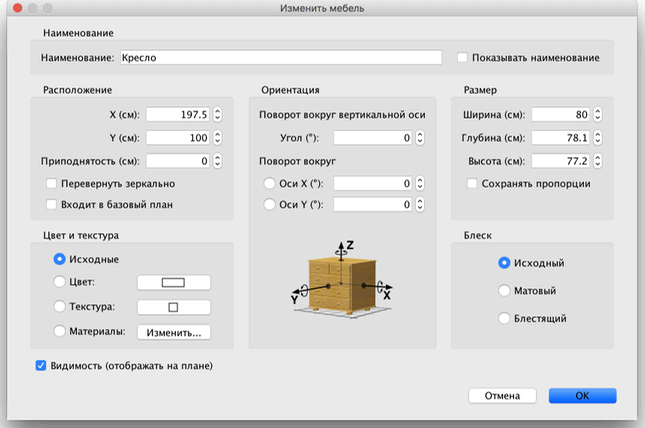 Изменить мебель
Наименование
Наименование: Кресло
Показывать наименование
Расположение
X (см): 197.5
Y (см): 100
Приподнятость (см): 0
Перевернуть зеркально
Входит в базовый план
Ориентация
Поворот вокруг вертикальной оси
Угол (°): 0
Поворот вокруг
Оси X (°): 0
Оси Y (°): 0
Z
Y
X
Размер
Ширина (см): 80
Глубина (см): 78.1
Высота (см): 77.2
Сохранять пропорции
Цвет и текстура
Исходные
Цвет:
Текстура:
Материалы: Изменить...
Блеск
Исходный
Матовый
Блестящий
Видимость (отображать на плане)
Отмена
OK